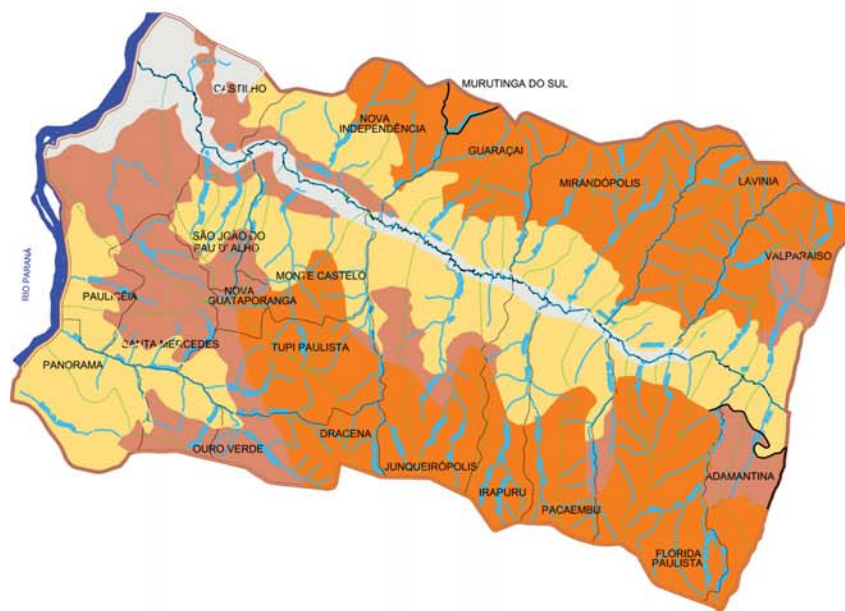 MURUTINGA DO SUL
CASTILHO
NOVA
INDEPENDÊNCIA
GUARAÇAI
MIRANDÓPOLIS
LAVINIA
SÃO JOÃO DO
PAU D' ALHO
VALPARAISO
RIO PARANÁ
MONTE CASTELO
PAULICÉIA
NOVA
GUATAPORANGA
SANTA MERCEDES
TUPI PAULISTA
PANORAMA
DRACENA
OURO VERDE
JUNQUEIRÓPOLIS
ADAMANTINA
IRAPURU
PACAEMBU
FLORIDA
PAULISTA